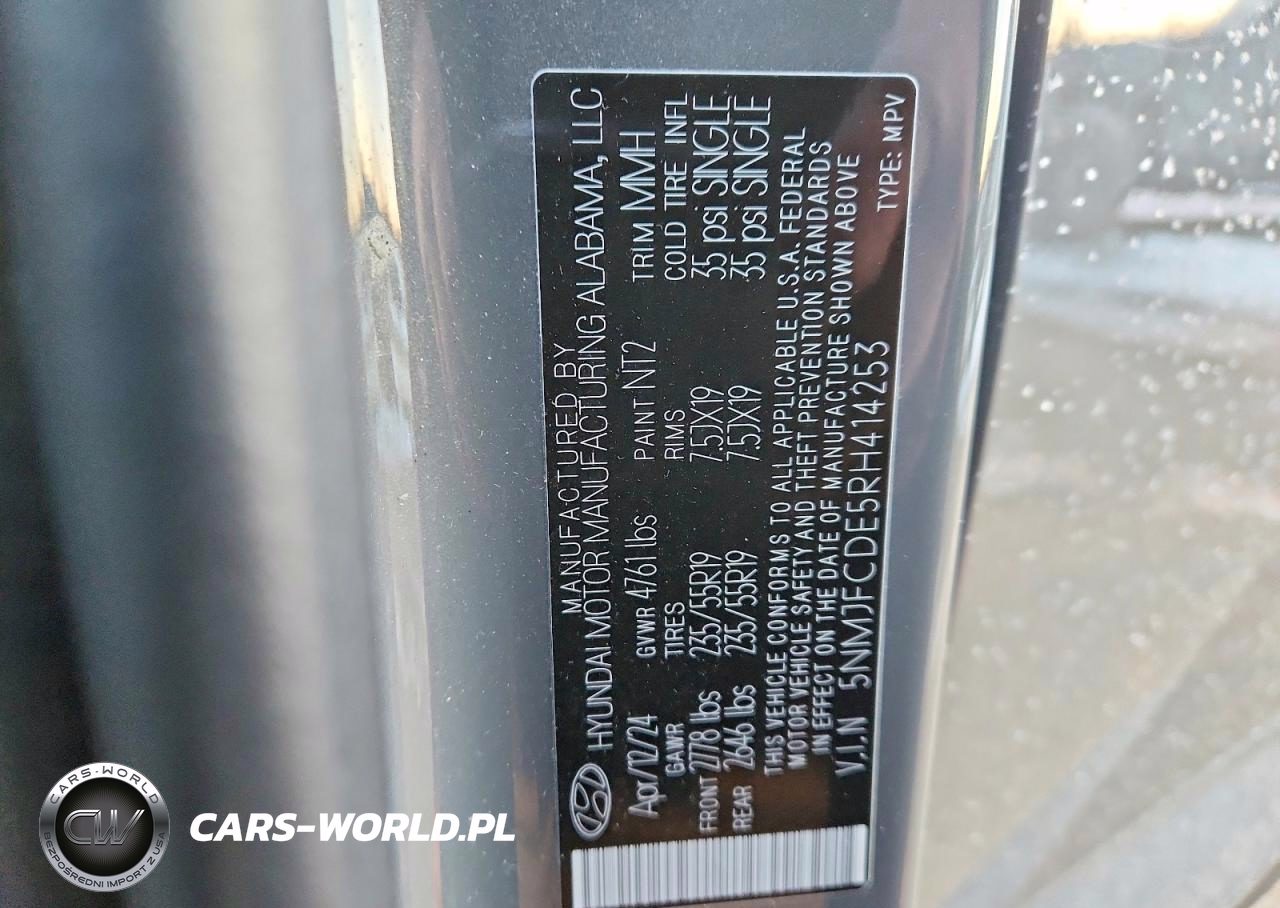 MANUFACTURED BY
HYUNDAI MOTOR MANUFACTURING ALABAMA, LLC
Apr/12/24 GVWR 4761 lbs PAINT NT2 TRIM MMH
GAWR TIRES RIMS COLD TIRE INFL
FRONT 2778 lbs 235/55R19 7.5JX19 35 psi SINGLE
REAR 2646 lbs 235/55R19 7.5JX19 35 psi SINGLE
THIS VEHICLE CONFORMS TO ALL APPLICABLE U.S.A. FEDERAL
MOTOR VEHICLE SAFETY AND THEFT PREVENTION STANDARDS
IN EFFECT ON THE DATE OF MANUFACTURE SHOWN ABOVE
V.I.N 5NMJFCDE5RH414253 TYPE: MPV
CARS-WORLD
CW
BEZPOŚREDNI IMPORT Z USA
CARS-WORLD.PL